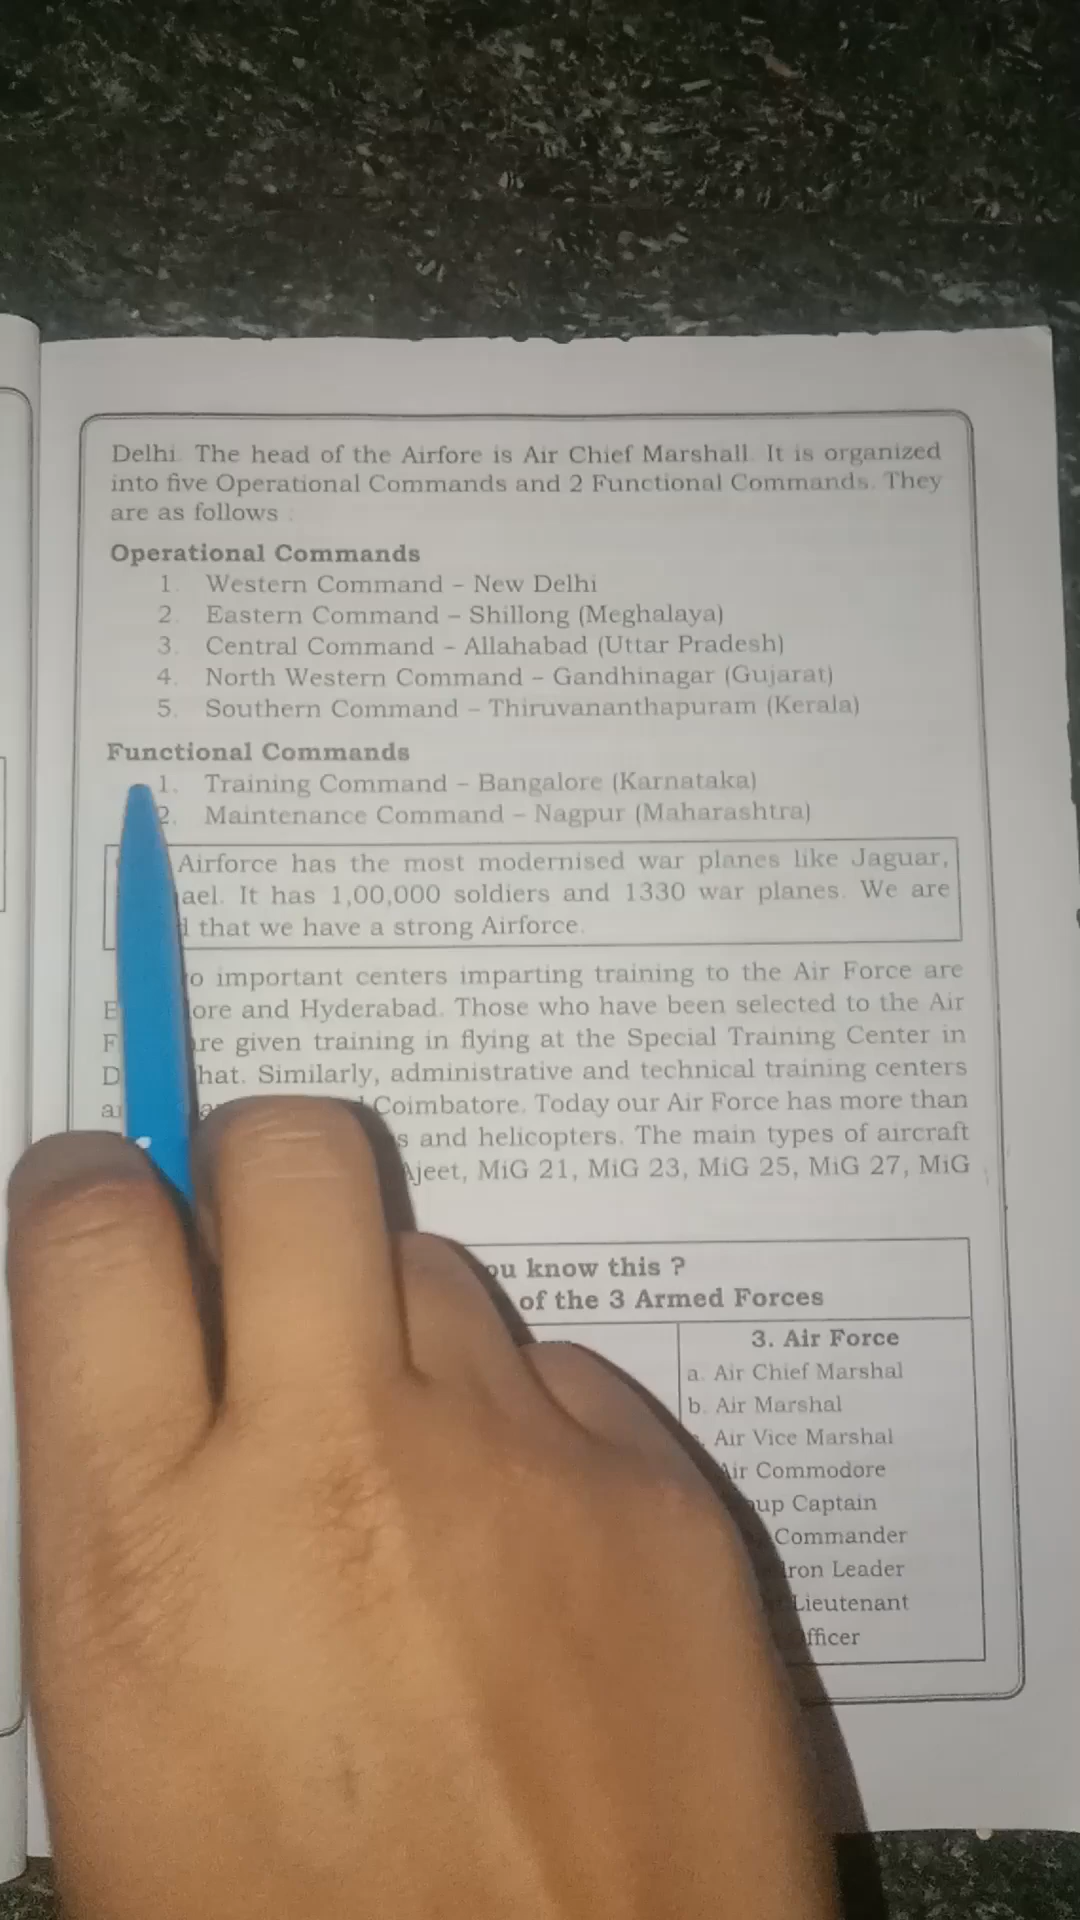 Delhi. The head of the Airfore is Air Chief Marshall. It is organized
into five Operational Commands and 2 Functional Commands. They
are as follows :
Operational Commands
1. Western Command – New Delhi
2. Eastern Command – Shillong (Meghalaya)
3. Central Command – Allahabad (Uttar Pradesh)
4. North Western Command – Gandhinagar (Gujarat)
5. Southern Command – Thiruvananthapuram (Kerala)
Functional Commands
1. Training Command – Bangalore (Karnataka)
2. Maintenance Command – Nagpur (Maharashtra)
Airforce has the most modernised war planes like Jaguar,
It has 1,00,000 soldiers and 1330 war planes. We are
that we have a strong Airforce.
important centers imparting training to the Air Force are
and Hyderabad. Those who have been selected to the Air
given training in flying at the Special Training Center in
Similarly, administrative and technical training centers
Coimbatore. Today our Air Force has more than
and helicopters. The main types of aircraft
Ajeet, MiG 21, MiG 23, MiG 25, MiG 27, MiG
know this ?
of the 3 Armed Forces
3. Air Force
a. Air Chief Marshal
b. Air Marshal
Air Vice Marshal
Air Commodore
Captain
Commander
Leader
Lieutenant